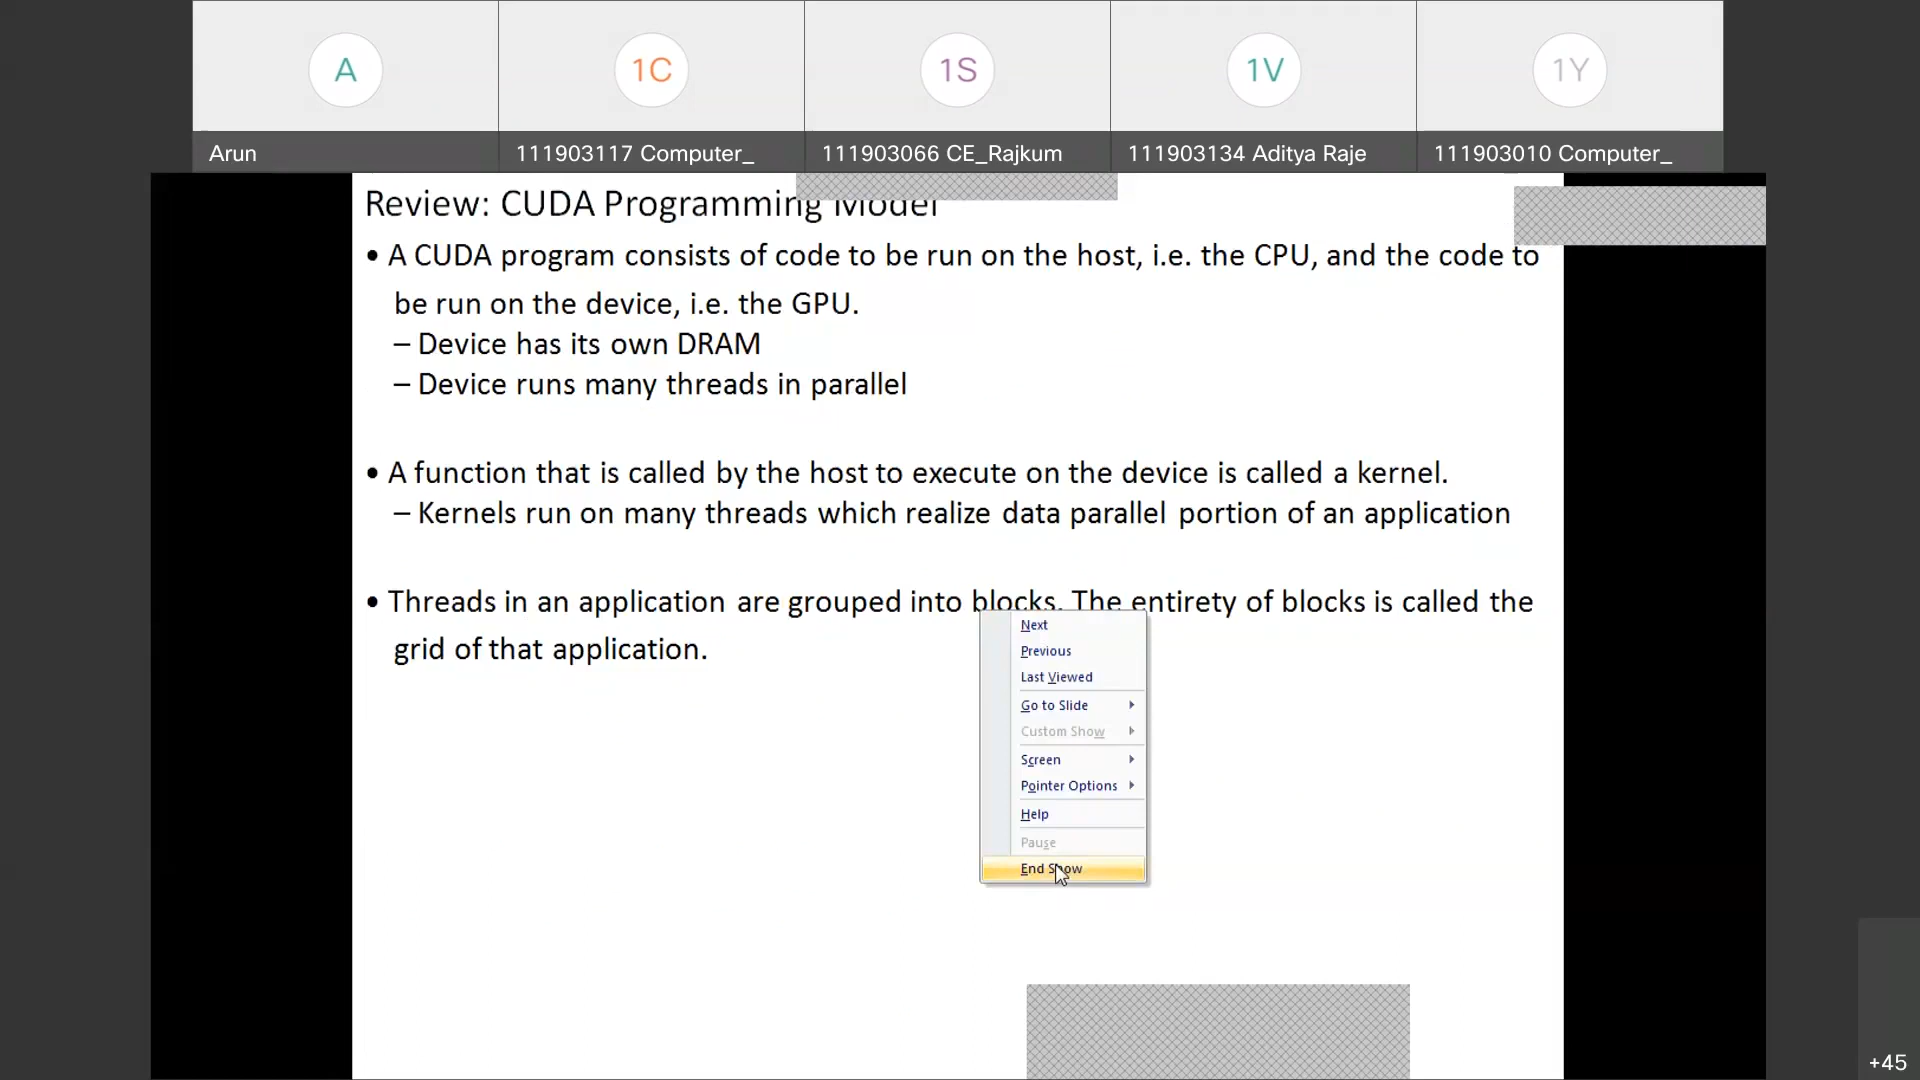 A
1C
1S
1V
1Y
Arun
111903117 Computer_
111903066 CE_Rajkum
111903134 Aditya Raje
111903010 Computer_
Review: CUDA Programming Model
• A CUDA program consists of code to be run on the host, i.e. the CPU, and the code to
be run on the device, i.e. the GPU.
– Device has its own DRAM
– Device runs many threads in parallel
• A function that is called by the host to execute on the device is called a kernel.
– Kernels run on many threads which realize data parallel portion of an application
• Threads in an application are grouped into blocks. The entirety of blocks is called the
grid of that application.
Next
Previous
Last Viewed
Go to Slide
Custom Show
Screen
Pointer Options
Help
Pause
End Show
+45